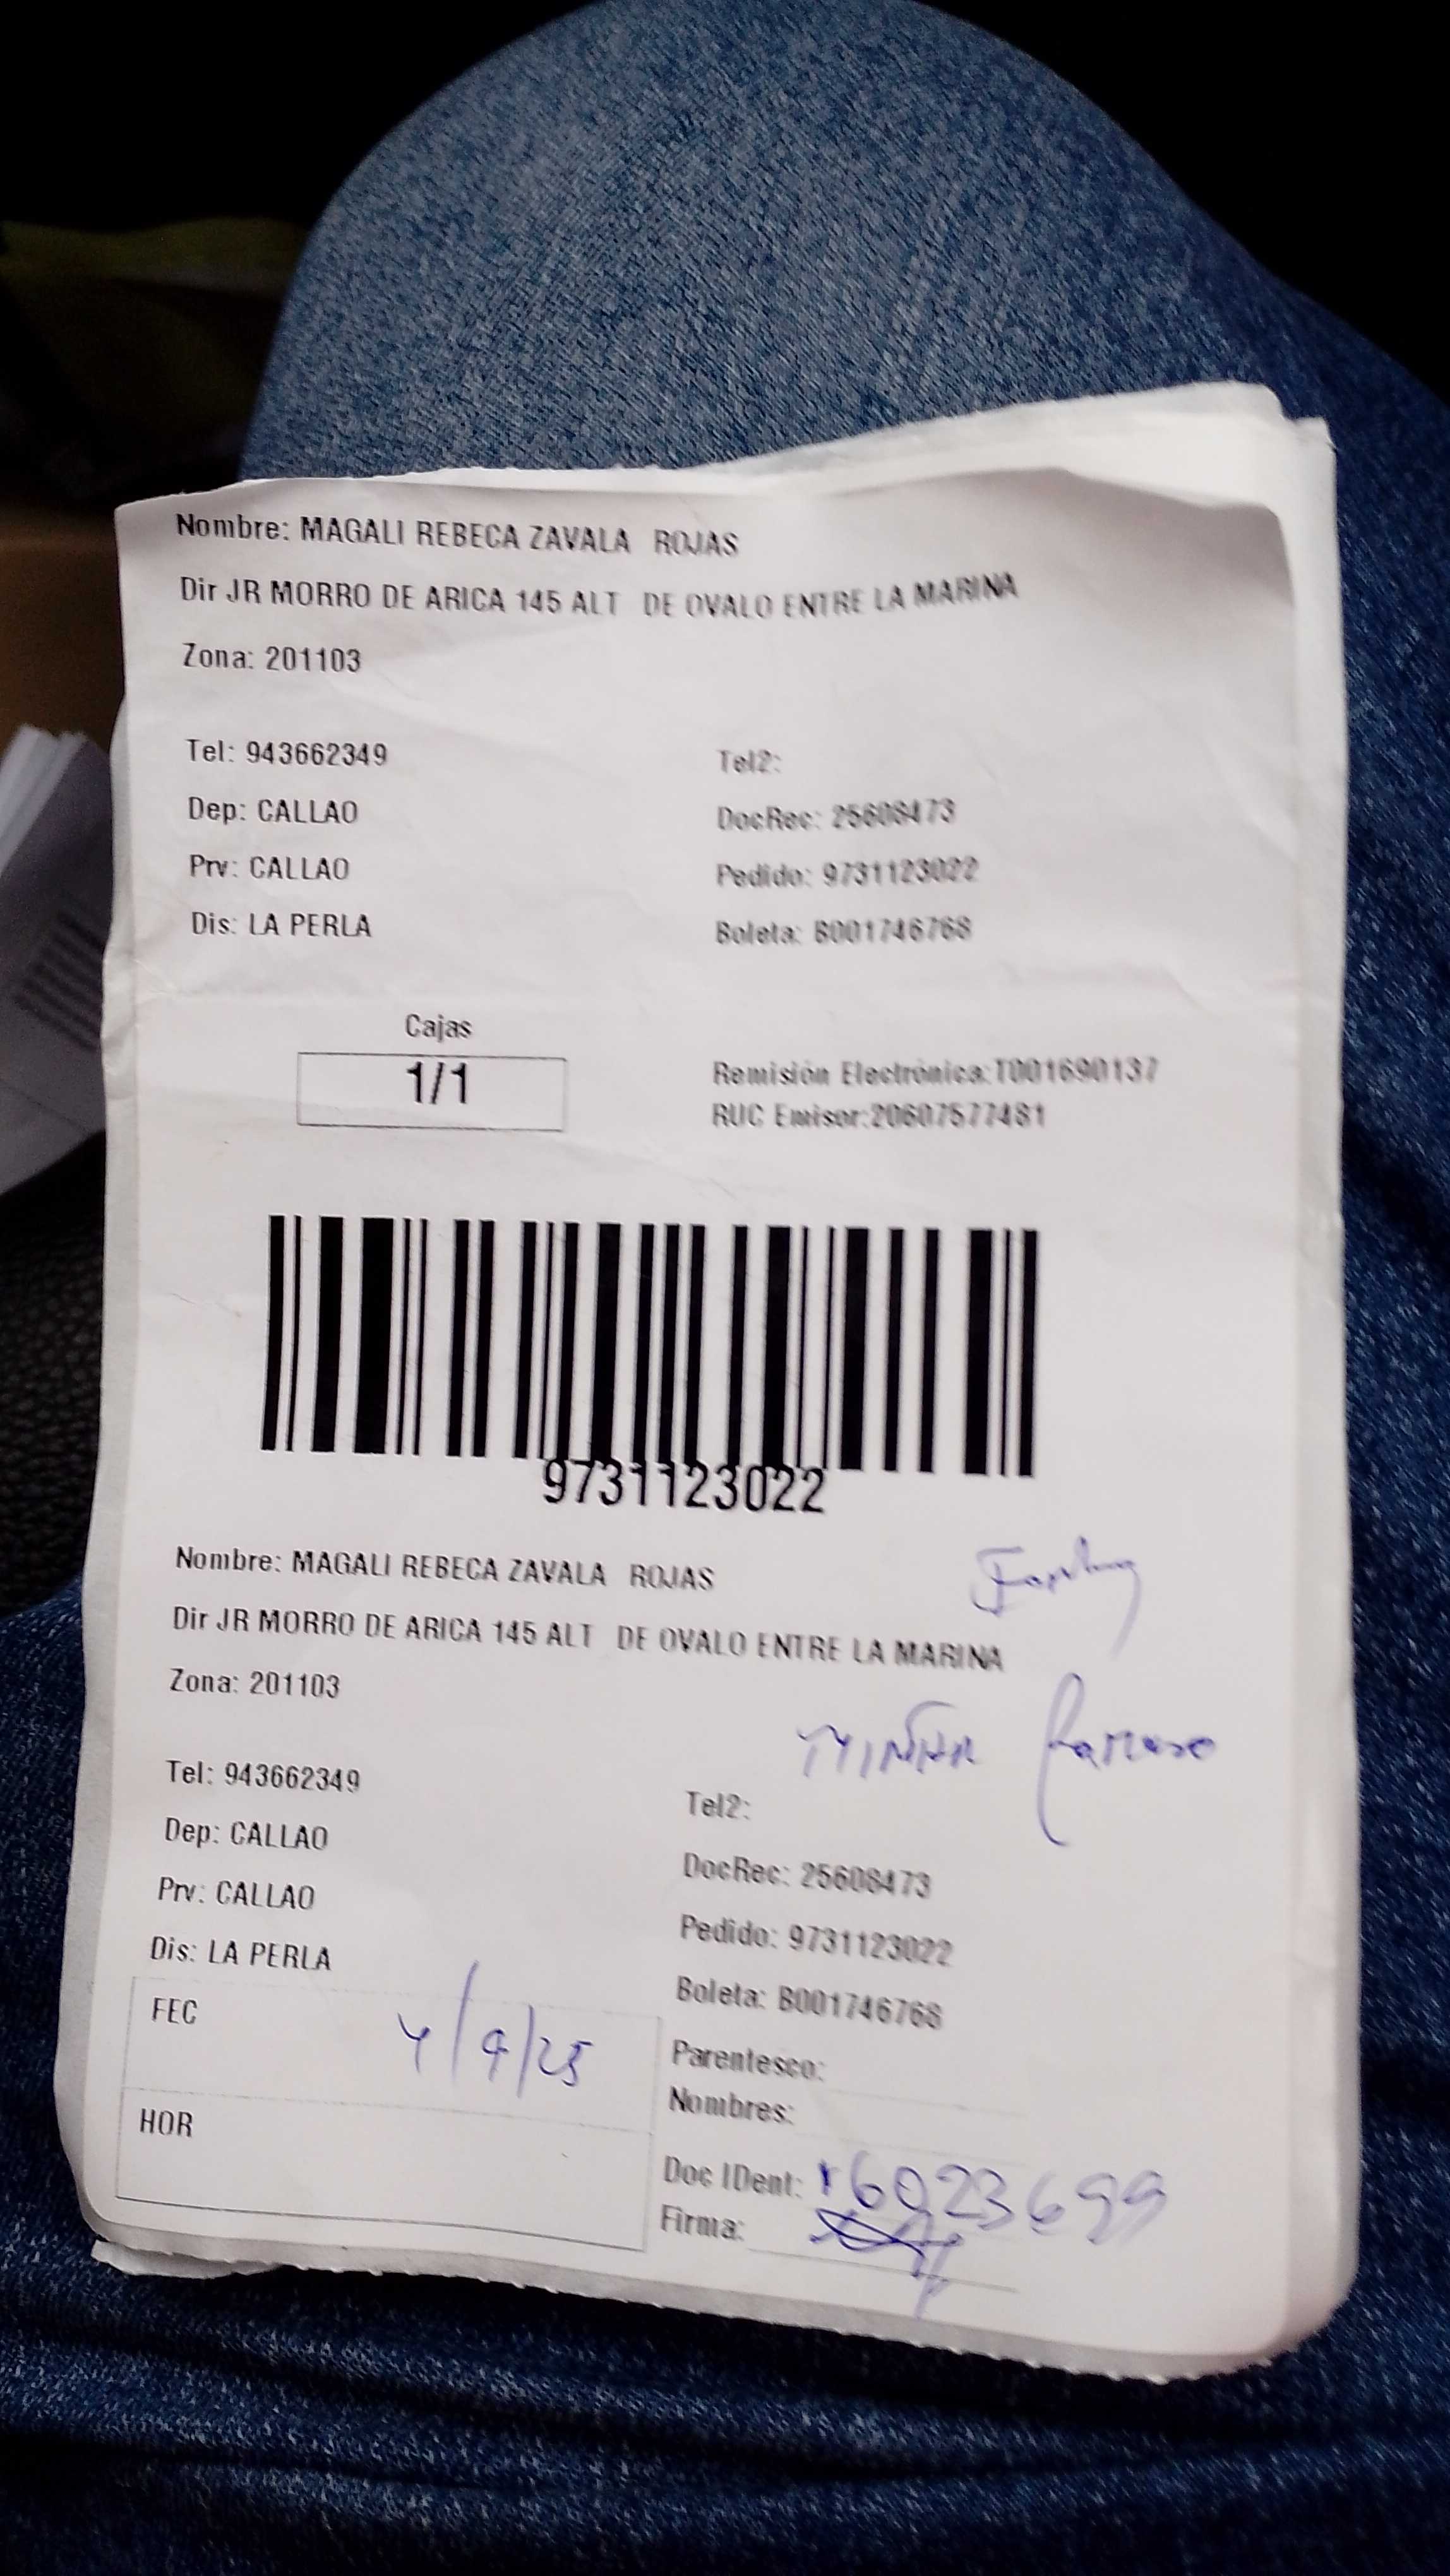 Nombre: MAGALI REBECA ZAVALA ROJAS
Dir JR MORRO DE ARICA 145 ALT DE OVALO ENTRE LA MARINA
Zona: 201103
Tel: 943662349 Tel2:
Dep: CALLAO DocRec: 25608473
Prv: CALLAO Pedido: 9731123022
Dis: LA PERLA Boleta: B001746768
Cajas
1/1
Remisión Electrónica:T001690137
RUC Emisor:20607577481
9731123022
Nombre: MAGALI REBECA ZAVALA ROJAS
Dir JR MORRO DE ARICA 145 ALT DE OVALO ENTRE LA MARINA
Zona: 201103
Tel: 943662349 Tel2:
Dep: CALLAO DocRec: 25608473
Prv: CALLAO Pedido: 9731123022
Dis: LA PERLA Boleta: B001746768
FEC 4/9/25
Parentesco:
Nombres:
HOR
Doc IDent: 16023699
Firma: